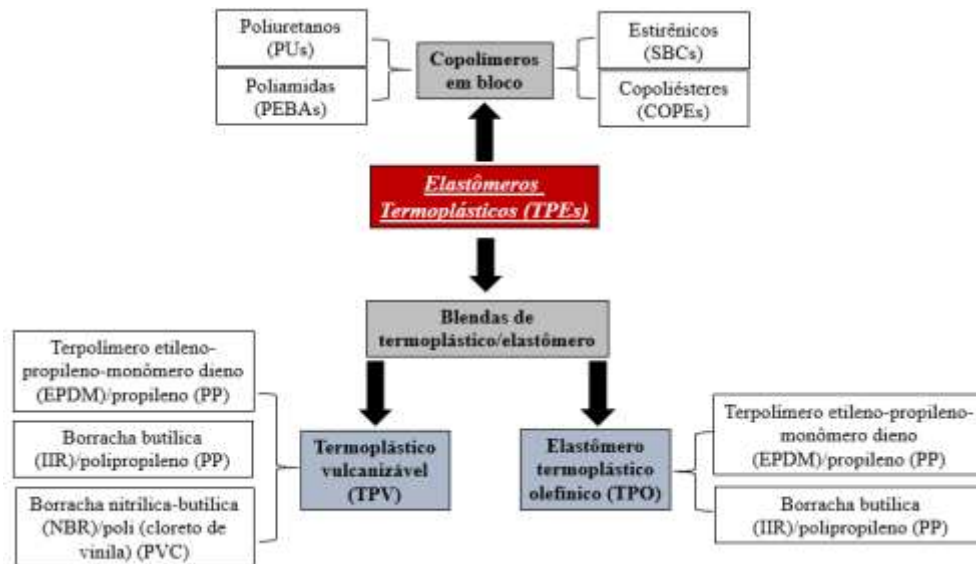 Poliuretanos
(PUs)
Poliamidas
(PEBAs)
Copolímeros
em bloco
Estirênicos
(SBCs)
Copoliésteres
(COPEs)
Elastômeros
Termoplásticos (TPEs)
Blendas de
termoplástico/elastômero
Terpolímero etileno-
propileno-monômero dieno
(EPDM)/propileno (PP)
Borracha butílica
(IIR)/polipropileno (PP)
Borracha nitrílica-butílica
(NBR)/poli (cloreto de
vinila) (PVC)
Termoplástico
vulcanizável
(TPV)
Elastômero
termoplástico
olefínico (TPO)
Terpolímero etileno-propileno-
monômero dieno
(EPDM)/propileno (PP)
Borracha butílica
(IIR)/polipropileno (PP)